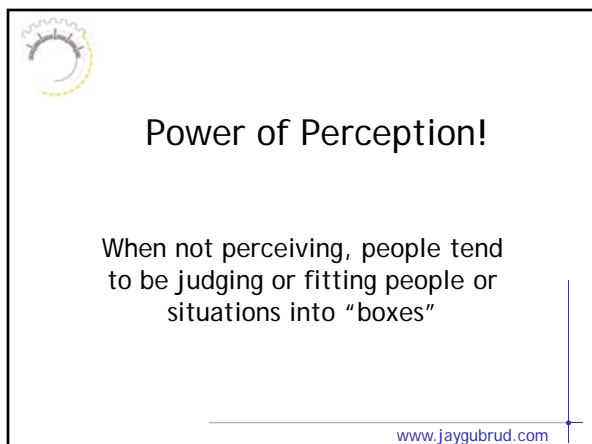 Power of Perception!
When not perceiving, people tend
to be judging or fitting people or
situations into “boxes”
www.jaygubrud.com